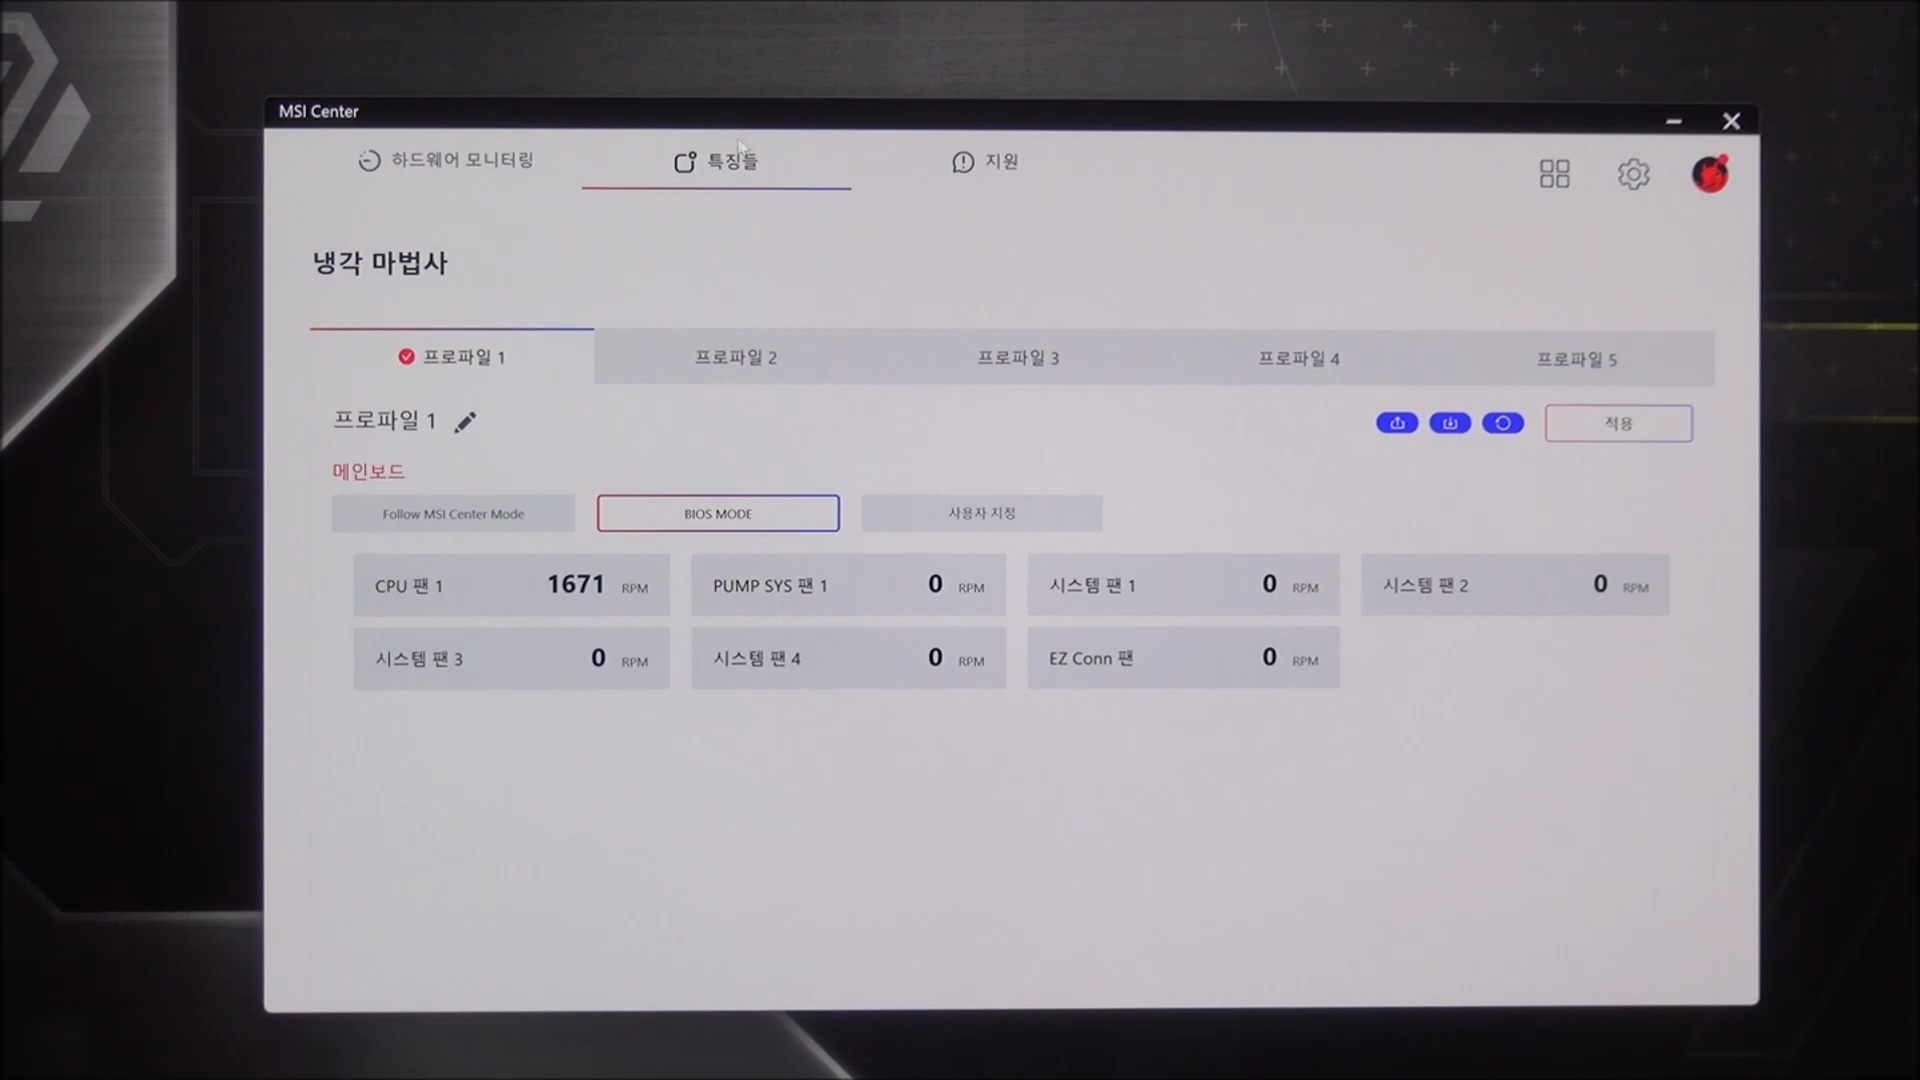 MSI Center
하드웨어 모니터링
특징들
지원
냉각 마법사
프로파일 1
프로파일 2
프로파일 3
프로파일 4
프로파일 5
프로파일 1
적용
메인보드
Follow MSI Center Mode
BIOS MODE
사용자 지정
CPU 팬 1 1671 RPM
PUMP SYS 팬 1 0 RPM
시스템 팬 1 0 RPM
시스템 팬 2 0 RPM
시스템 팬 3 0 RPM
시스템 팬 4 0 RPM
EZ Conn 팬 0 RPM